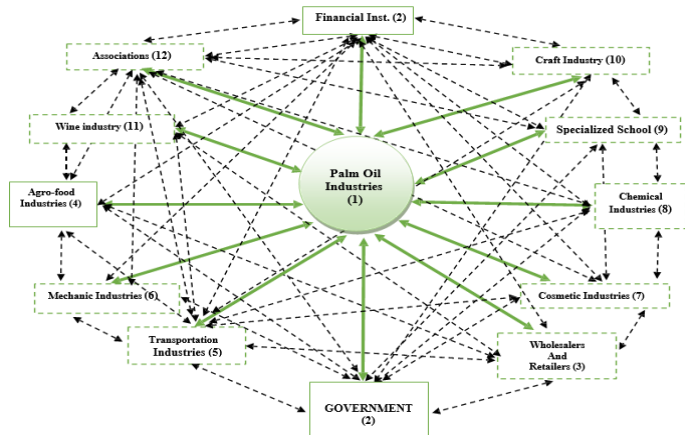 Financial Inst. (2)
Associations (12)
Craft Industry (10)
Wine industry (11)
Specialized School (9)
Palm Oil
Industries
(1)
Agro-food
Industries (4)
Chemical
Industries (8)
Mechanic Industries (6)
Cosmetic Industries (7)
Transportation
Industries (5)
Wholesalers
And
Retailers (3)
GOVERNMENT
(2)